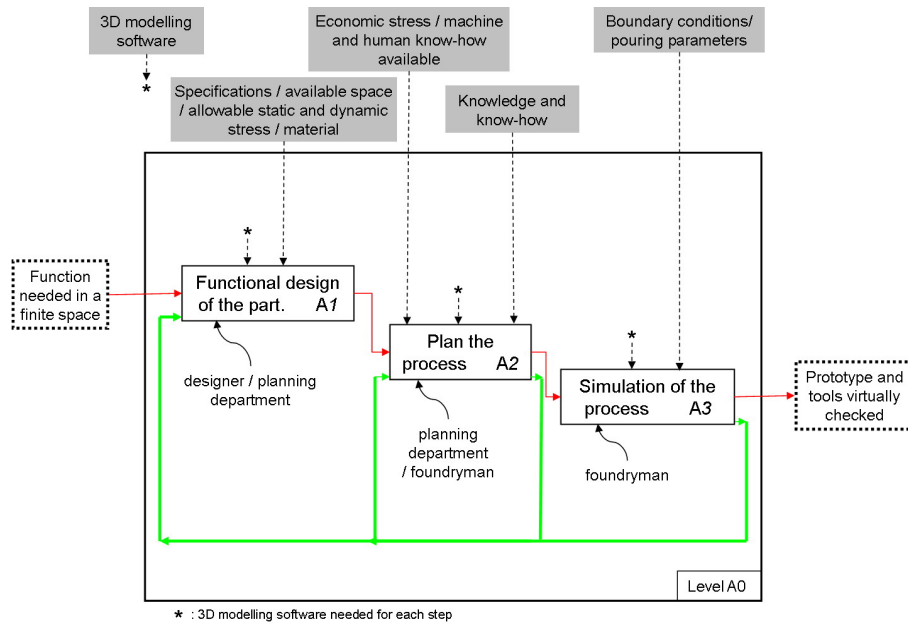 3D modelling
software
*
Economic stress / machine
and human know-how
available
Boundary conditions/
pouring parameters
Specifications / available space
/ allowable static and dynamic
stress / material
Knowledge and
know-how
Function
needed in a
finite space
*
Functional design
of the part. A1
designer / planning
department
*
Plan the
process A2
planning
department
/ foundryman
*
Simulation of the
process A3
foundryman
Prototype and
tools virtually
checked
Level A0
* : 3D modelling software needed for each step